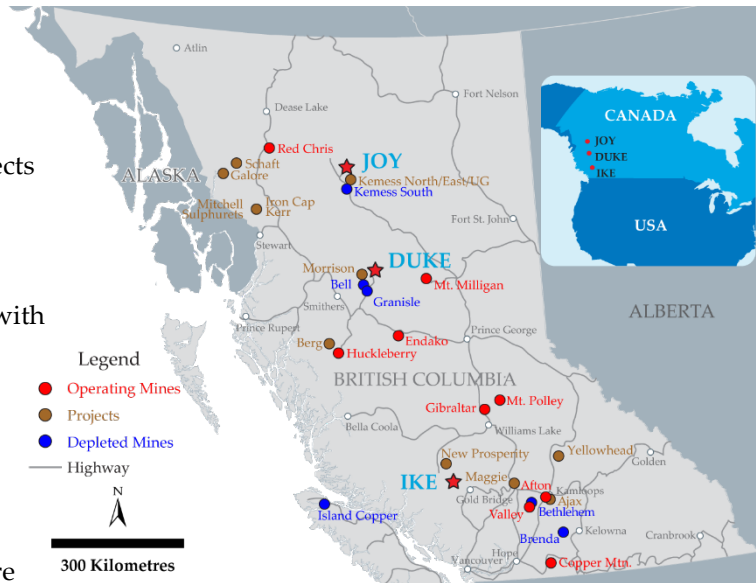 Atlin
Fort Nelson
Dease Lake
Red Chris
JOY
Schaft
Galore
Kemess North/East/UG
Kemess South
ALASKA
Mitchell
Sulphurets
Iron Cap
Kerr
Fort St. John
Stewart
Morrison
DUKE
Bell
Mt. Milligan
Granisle
Smithers
Prince Rupert
Endako
Prince George
Berg
Huckleberry
BRITISH COLUMBIA
ALBERTA
Mt. Polley
Gibraltar
Bella Coola
Williams Lake
New Prosperity
Yellowhead
Golden
IKE
Maggie
Gold Bridge
Afton
Kamloops
Ajax
Valley
Bethlehem
Island Copper
Brenda
Kelowna
Cranbrook
Hope
Vancouver
Copper Mtn.
CANADA
JOY
DUKE
IKE
USA
ects
with
re
Legend
Operating Mines
Projects
Depleted Mines
Highway
N
300 Kilometres